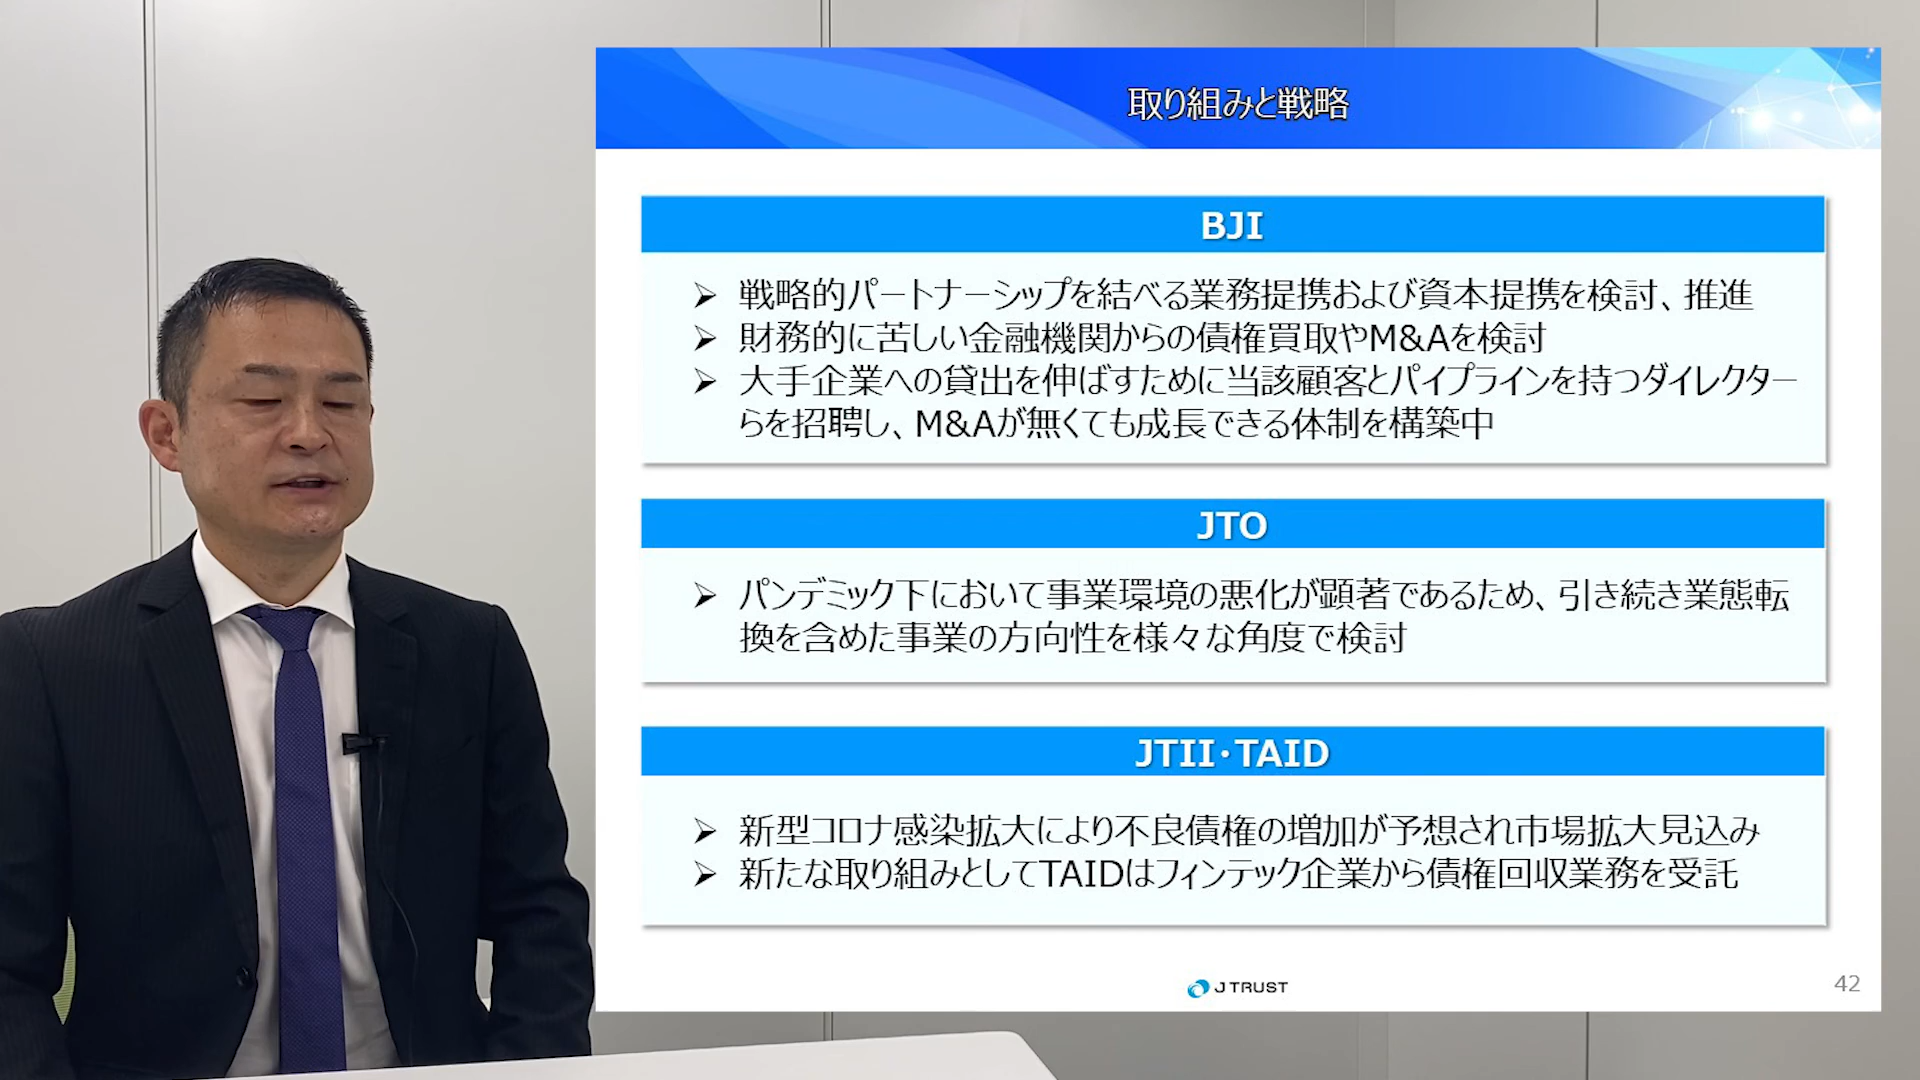 取り組みと戦略
BJI
➢ 戦略的パートナーシップを結べる業務提携および資本提携を検討、推進
➢ 財務的に苦しい金融機関からの債権買取やM&Aを検討
➢ 大手企業への貸出を伸ばすために当該顧客とパイプラインを持つダイレクター
らを招聘し、M&Aが無くても成長できる体制を構築中
JTO
➢ パンデミック下において事業環境の悪化が顕著であるため、引き続き業態転
換を含めた事業の方向性を様々な角度で検討
JTII・TAID
➢ 新型コロナ感染拡大により不良債権の増加が予想され市場拡大見込み
➢ 新たな取り組みとしてTAIDはフィンテック企業から債権回収業務を受託
J TRUST
42